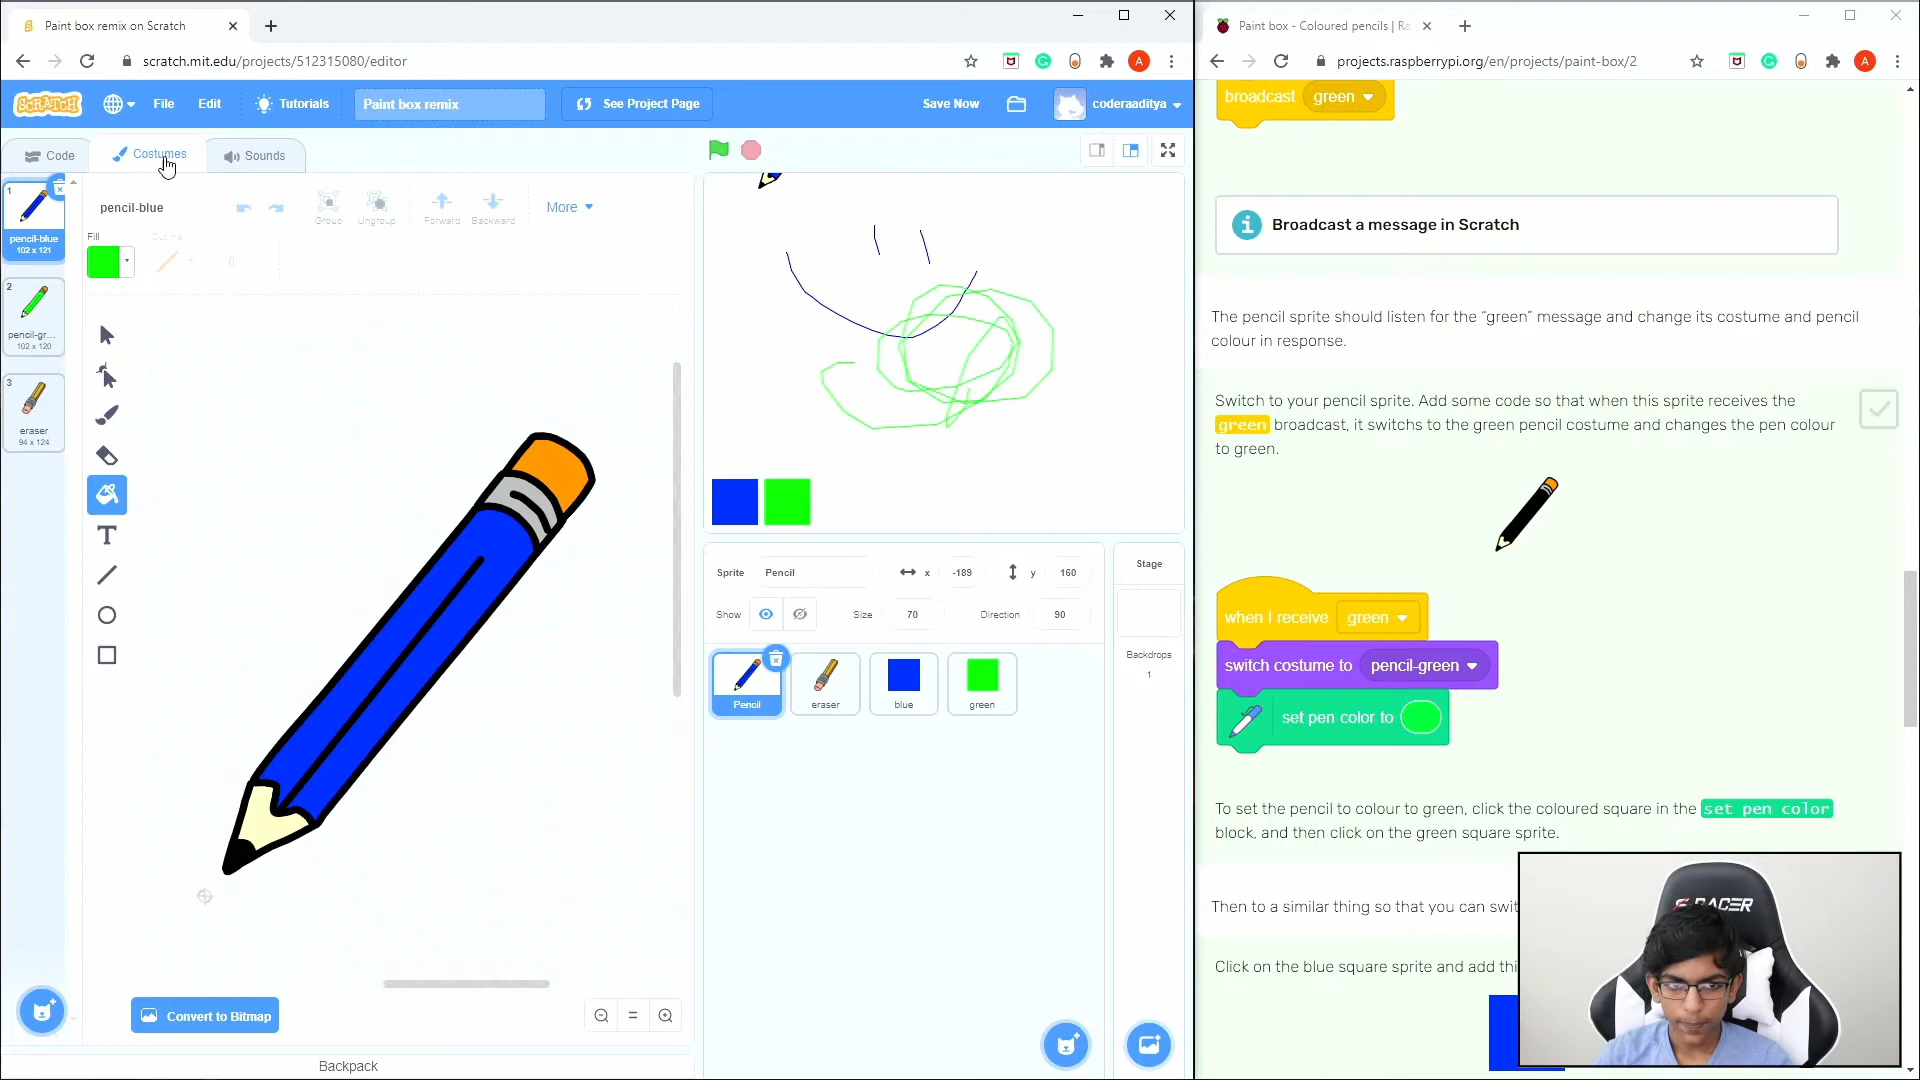 Paint box remix on Scratch
scratch.mit.edu/projects/512315080/editor
A
SCRATCH
File
Edit
Tutorials
Paint box remix
See Project Page
Save Now
coderaaditya
Code
Costumes
Sounds
1
pencil-blue
102 x 121
2
pencil-gr...
102 x 120
3
eraser
94 x 124
pencil-blue
Group
Ungroup
Forward
Backward
More
Fill
Outline
0
T
Convert to Bitmap
Backpack
Sprite
Pencil
x
-189
y
160
Show
Size
70
Direction
90
Pencil
eraser
blue
green
Stage
Backdrops
1
Paint box - Coloured pencils | Ra
projects.raspberrypi.org/en/projects/paint-box/2
A
broadcast green
Broadcast a message in Scratch
The pencil sprite should listen for the “green” message and change its costume and pencil
colour in response.
Switch to your pencil sprite. Add some code so that when this sprite receives the
green broadcast, it switchs to the green pencil costume and changes the pen colour
to green.
when I receive green
switch costume to pencil-green
set pen color to
To set the pencil to colour to green, click the coloured square in the set pen color
block, and then click on the green square sprite.
Then to a similar thing so that you can swit
Click on the blue square sprite and add thi
RACER